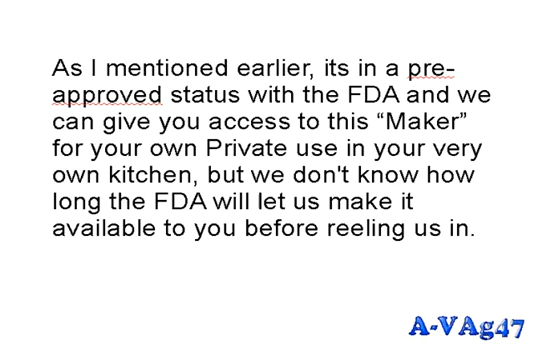 As I mentioned earlier, its in a pre-
approved status with the FDA and we
can give you access to this “Maker”
for your own Private use in your very
own kitchen, but we don't know how
long the FDA will let us make it
available to you before reeling us in.
A-VAg47